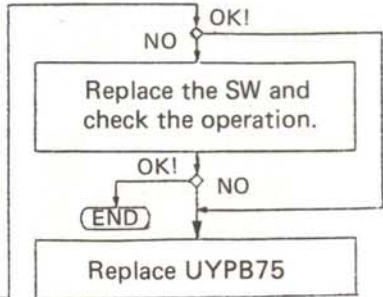 OK!
NO
Replace the SW and
check the operation.
OK!
NO
END
Replace UYPB75